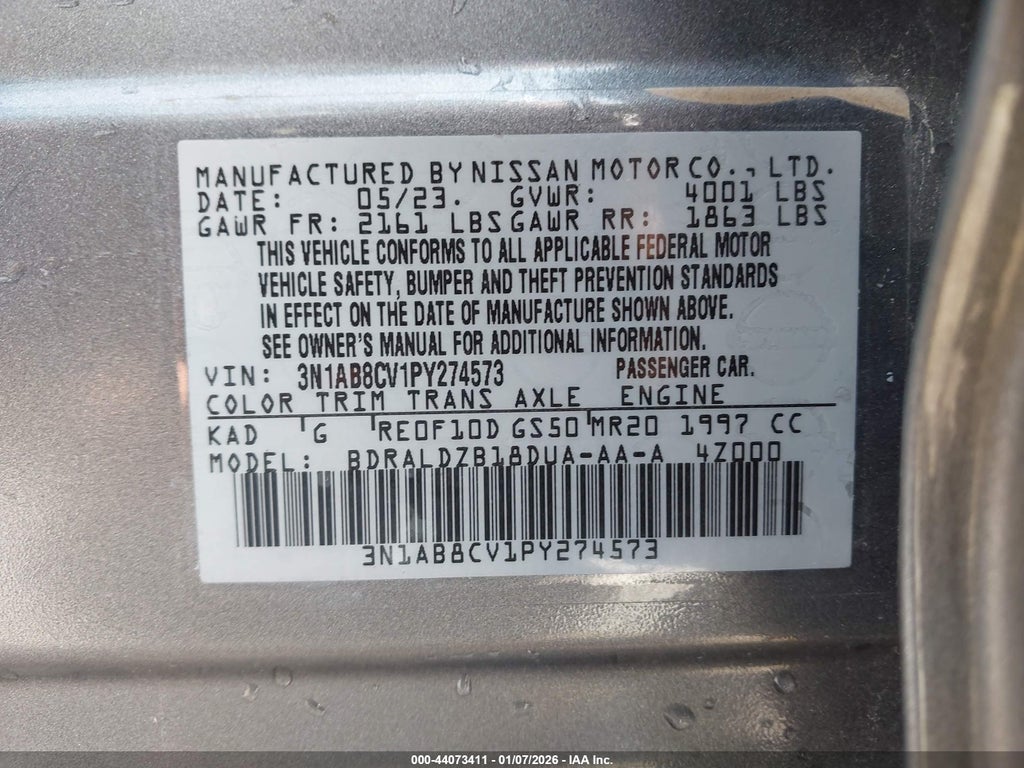 MANUFACTURED BY NISSAN MOTOR CO., LTD.
DATE: 05/23. GVWR: 4001 LBS
GAWR FR: 2161 LBS GAWR RR: 1863 LBS
THIS VEHICLE CONFORMS TO ALL APPLICABLE FEDERAL MOTOR
VEHICLE SAFETY, BUMPER AND THEFT PREVENTION STANDARDS
IN EFFECT ON THE DATE OF MANUFACTURE SHOWN ABOVE.
SEE OWNER'S MANUAL FOR ADDITIONAL INFORMATION.
VIN: 3N1AB8CV1PY274573 PASSENGER CAR.
COLOR TRIM TRANS AXLE ENGINE
KAD G RE0F10D GS50 MR20 1997 CC
MODEL: BDRALDZB18DUA-AA-A 4Z000
3N1AB8CV1PY274573
000-44073411 - 01/07/2026 - IAA Inc.